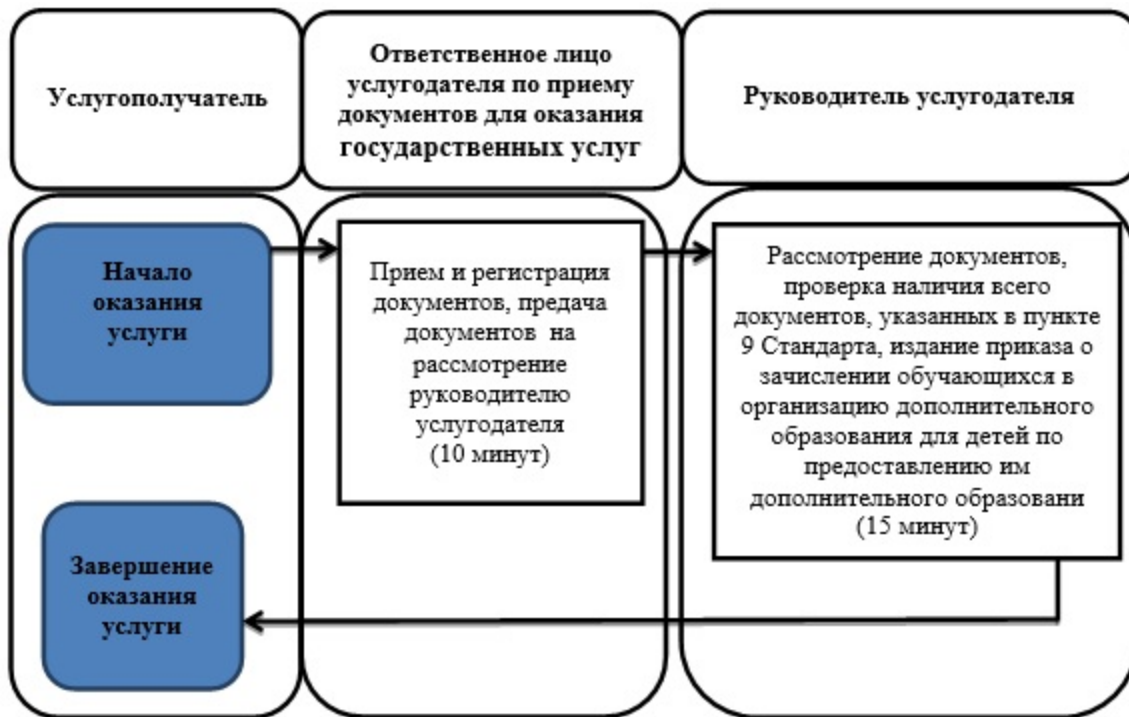 Услугополучатель
Ответственное лицо
услугодателя по приему
документов для оказания
государственных услуг
Руководитель услугодателя
Начало
оказания
услуги
Прием и регистрация
документов, предача
документов на
рассмотрение
руководителю
услугодателя
(10 минут)
Рассмотрение документов,
проверка наличия всего
документов, указанных в пункте
9 Стандарта, издание приказа о
зачислении обучающихся в
организацию дополнительного
образования для детей по
предоставлению им
дополнительного образовани
(15 минут)
Завершение
оказания
услуги